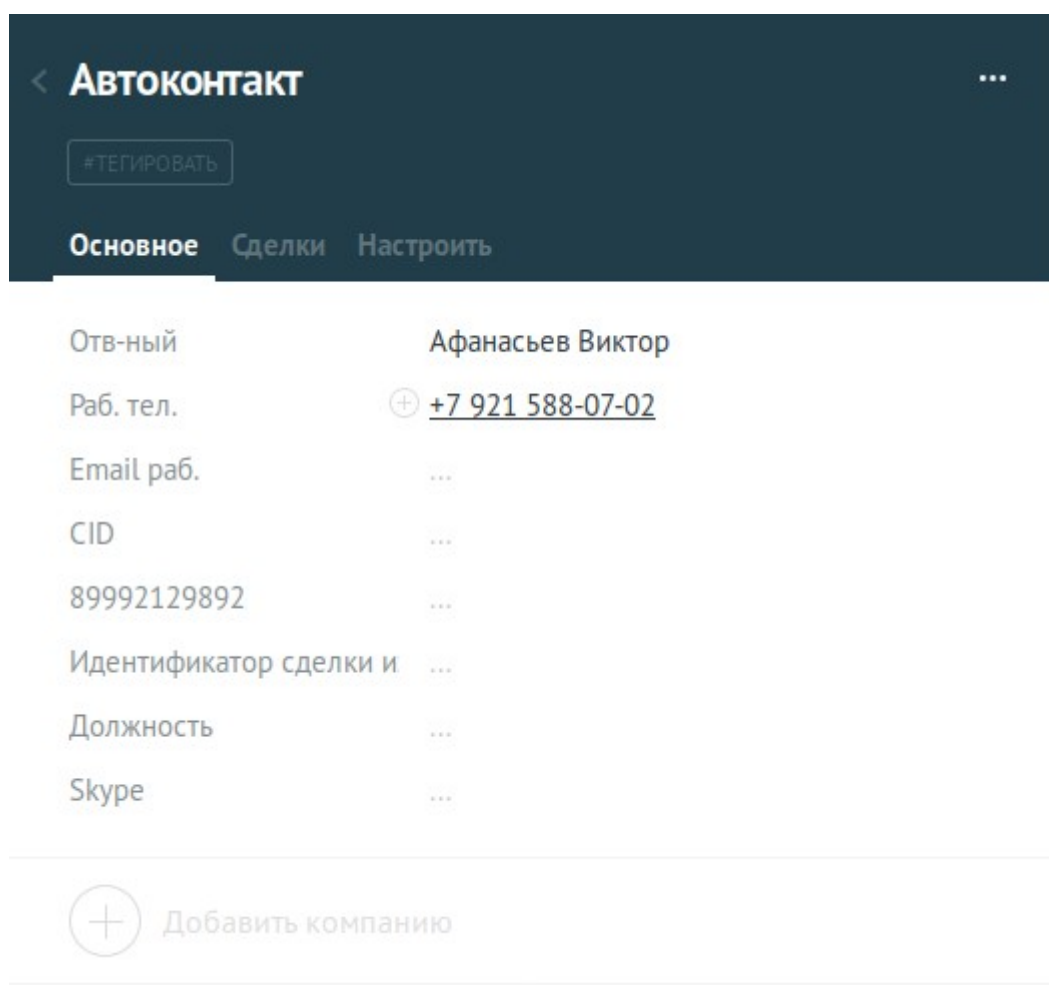 Автоконтакт
#ТЕГИРОВАТЬ
Основное Сделки Настроить
Отв-ный Афанасьев Виктор
Раб. тел. +7 921 588-07-02
Email раб. ...
CID ...
89992129892 ...
Идентификатор сделки и ...
Должность ...
Skype ...
Добавить компанию